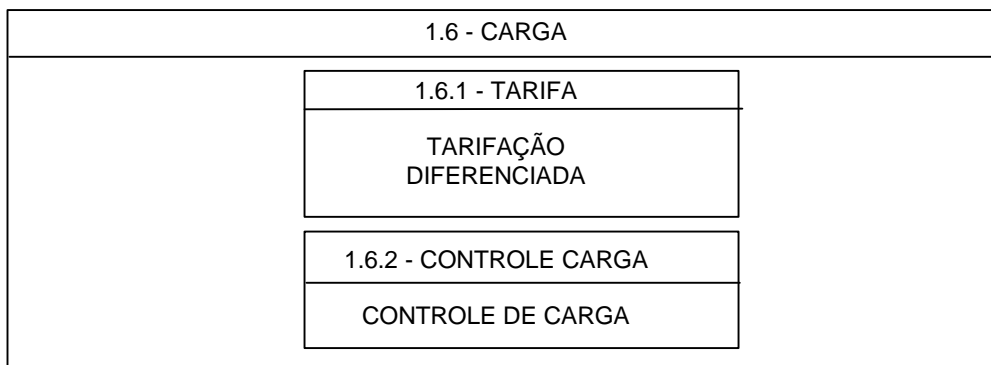 1.6 - CARGA
1.6.1 - TARIFA
TARIFAÇÃO
DIFERENCIADA
1.6.2 - CONTROLE CARGA
CONTROLE DE CARGA